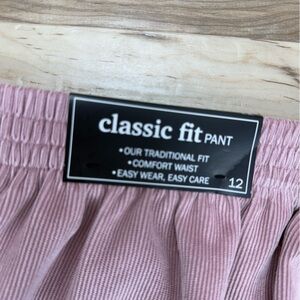 classic fit PANT
•OUR TRADITIONAL FIT
•COMFORT WAIST
•EASY WEAR, EASY CARE
12